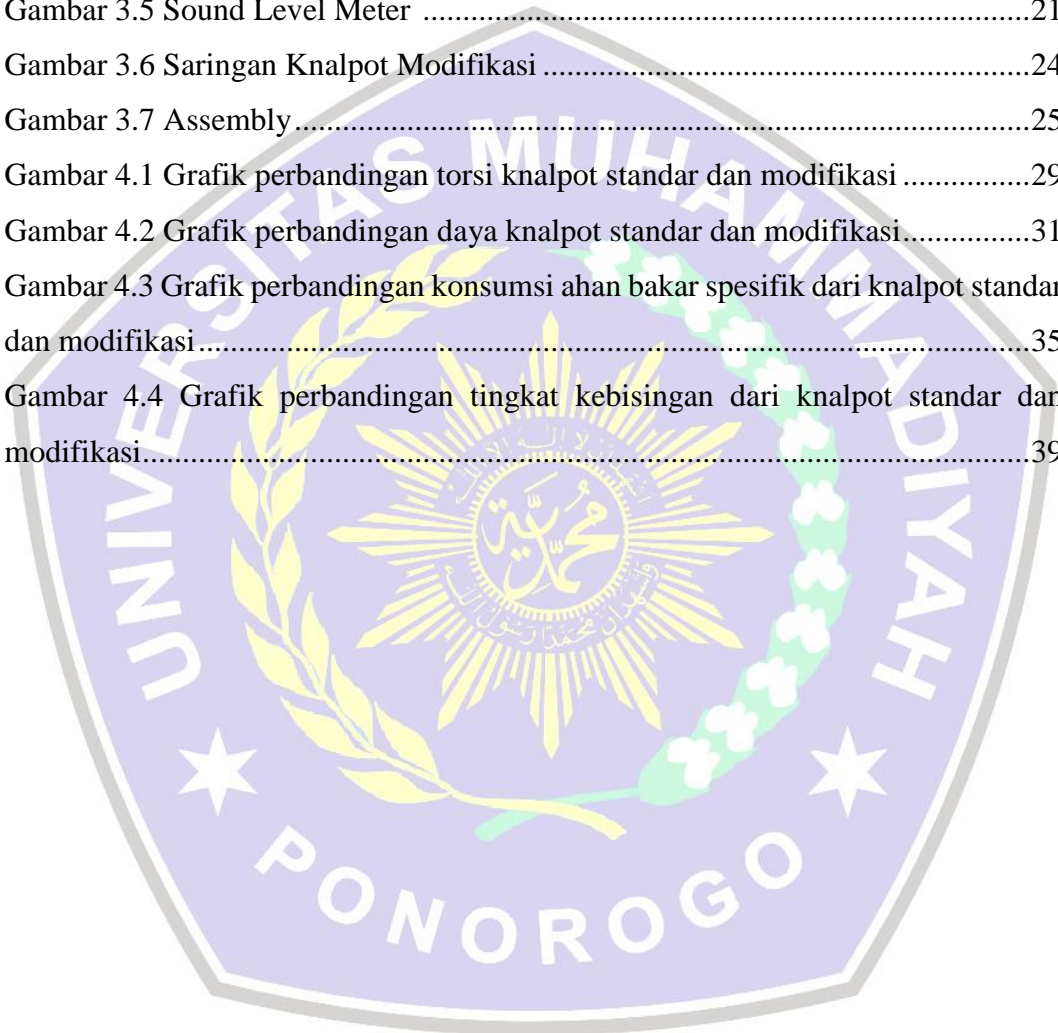 Gambar 3.5 Sound Level Meter ....................................................................................21
Gambar 3.6 Saringan Knalpot Modifikasi ....................................................................24
Gambar 3.7 Assembly......................................................................................................25
Gambar 4.1 Grafik perbandingan torsi knalpot standar dan modifikasi ..................29
Gambar 4.2 Grafik perbandingan daya knalpot standar dan modifikasi................31
Gambar 4.3 Grafik perbandingan konsumsi ahan bakar spesifik dari knalpot standar
dan modifikasi...................................................................................................................35
Gambar 4.4 Grafik perbandingan tingkat kebisingan dari knalpot standar dan
modifikasi...........................................................................................................................39
UNIVERSITAS MUHAMMADIYAH
محمد
PONOROGO